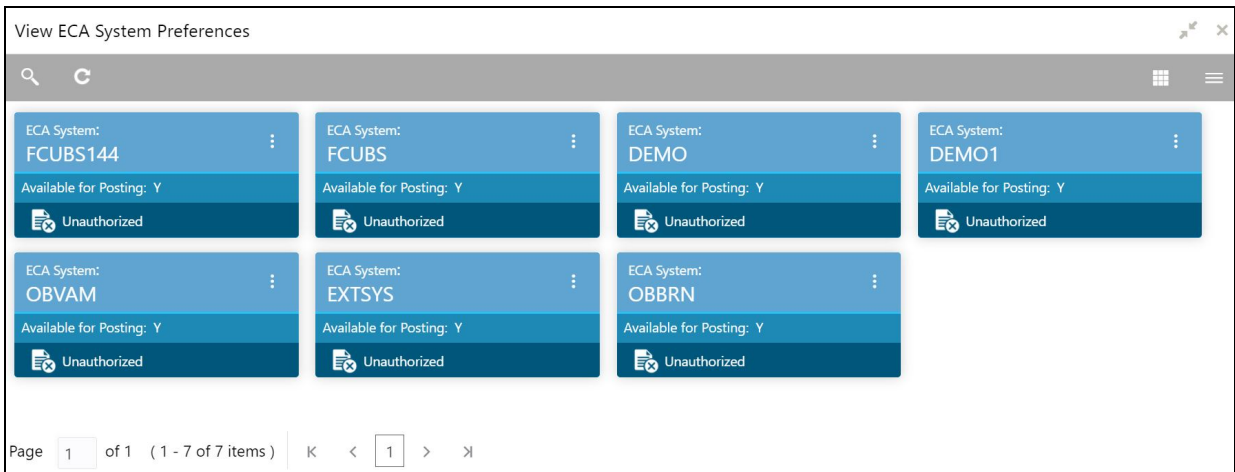 View ECA System Preferences
ECA System:
FCUBS144
Available for Posting: Y
Unauthorized
ECA System:
FCUBS
Available for Posting: Y
Unauthorized
ECA System:
DEMO
Available for Posting: Y
Unauthorized
ECA System:
DEMO1
Available for Posting: Y
Unauthorized
ECA System:
OBVAM
Available for Posting: Y
Unauthorized
ECA System:
EXTSYS
Available for Posting: Y
Unauthorized
ECA System:
OBBRN
Available for Posting: Y
Unauthorized
Page 1 of 1 ( 1 - 7 of 7 items ) 1